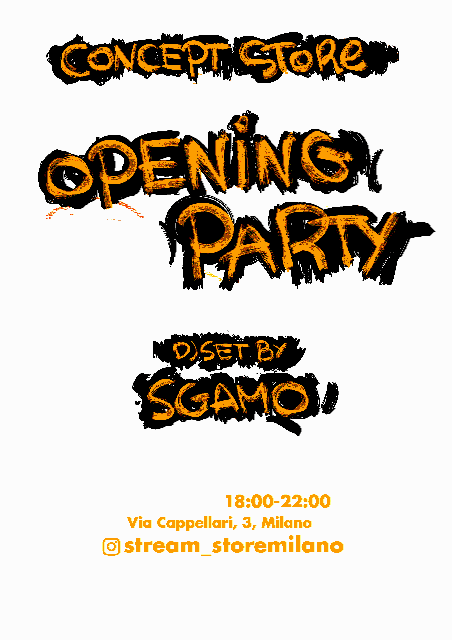 CONCEPT STORE
OPENING
PARTY
DJ SET BY
SGAMO
18:00-22:00
Via Cappellari, 3, Milano
stream_storemilano